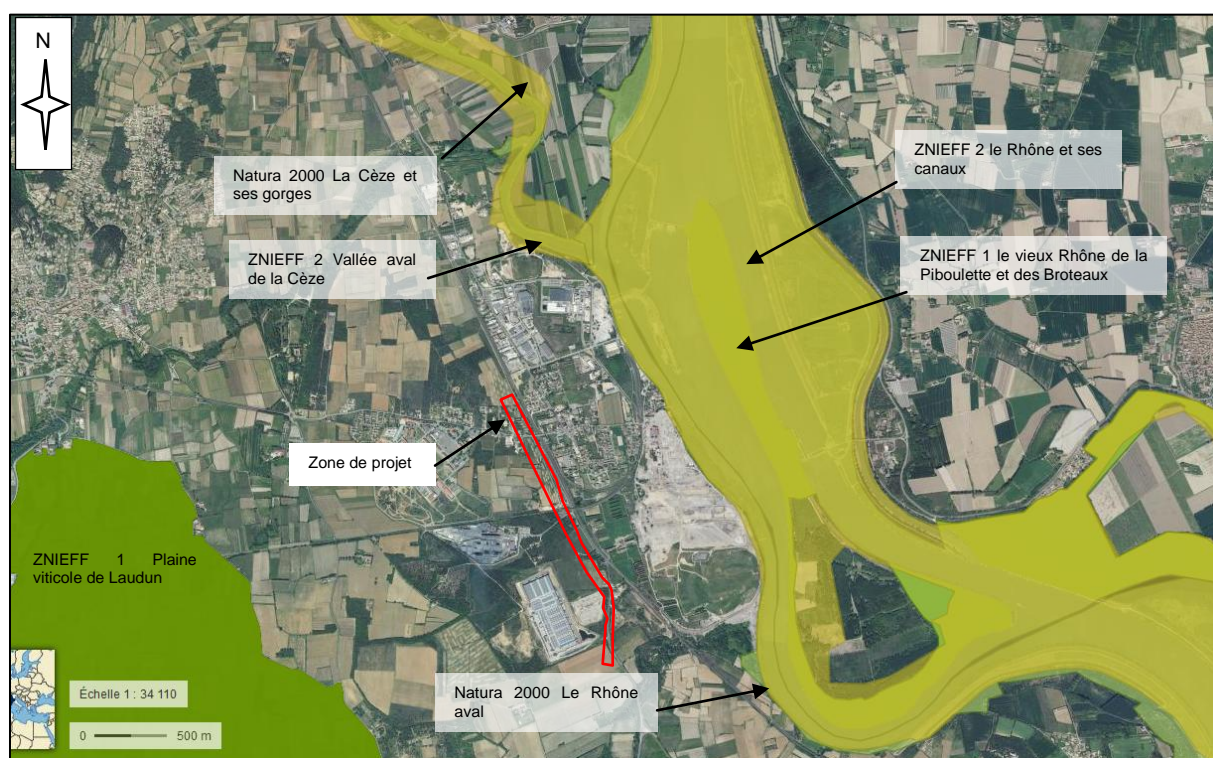 N
Natura 2000 La Cèze et
ses gorges
ZNIEFF 2 Vallée aval
de la Cèze
ZNIEFF 2 le Rhône et ses
canaux
ZNIEFF 1 le vieux Rhône de la
Piboulette et des Broteaux
Zone de projet
ZNIEFF 1 Plaine
viticole de Laudun
Natura 2000 Le Rhône
aval
Échelle 1 : 34 110
0 500 m